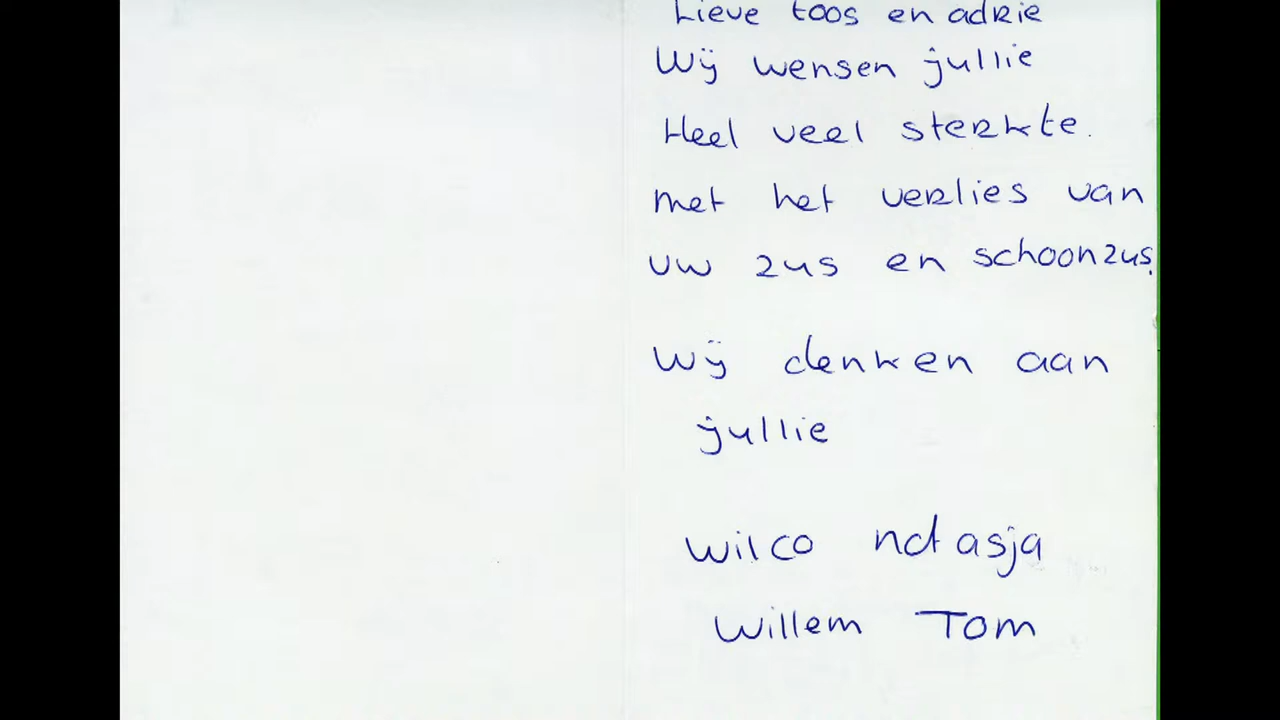 Lieve toos en adrie
Wij wensen jullie
Heel veel sterkte.
met het verlies van
uw zus en schoonzus.
Wij denken aan
jullie
Wilco natasja
Willem Tom